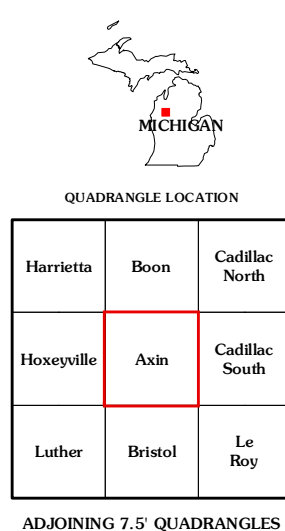 MICHIGAN
QUADRANGLE LOCATION
Harrietta Boon Cadillac
North
Hoxeyville Axin Cadillac
South
Luther Bristol Le
Roy
ADJOINING 7.5' QUADRANGLES